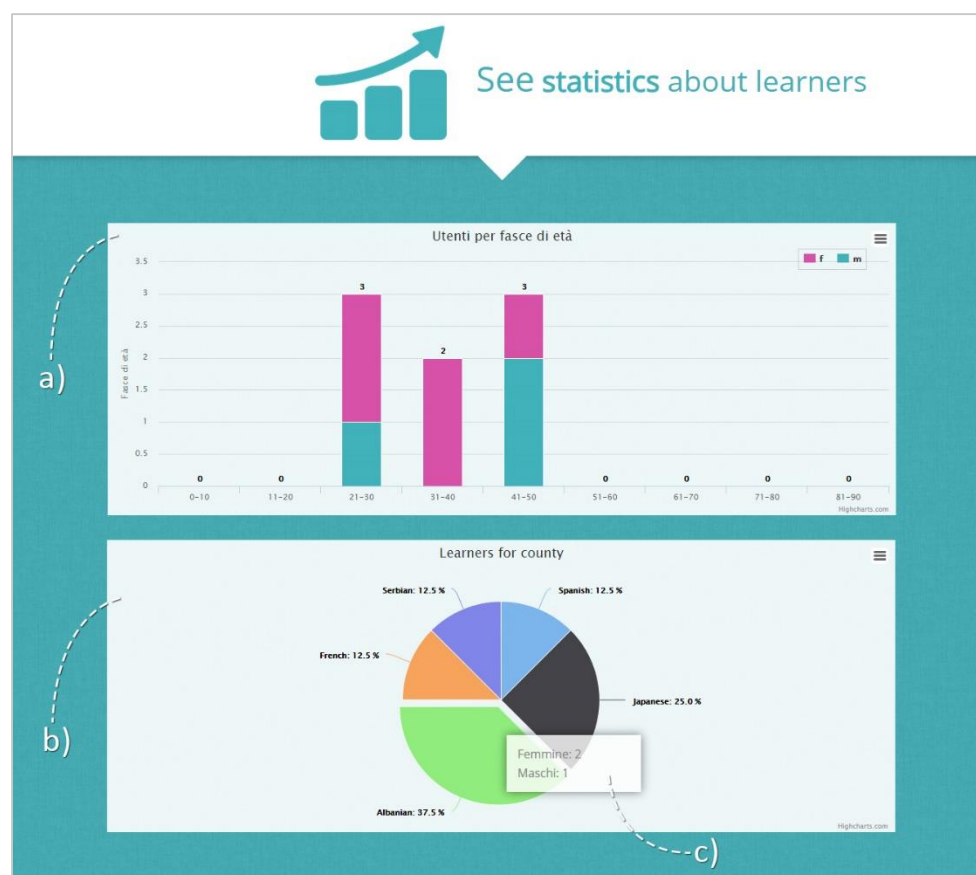 See statistics about learners
Utenti per fasce di età
f m
3.5
3
2.5
2
1.5
1
0.5
0
Fasce di età
0 0 3 2 3 0 0 0 0
0-10 11-20 21-30 31-40 41-50 51-60 61-70 71-80 81-90
Highcharts.com
a)
Learners for county
Serbian: 12.5 % Spanish: 12.5 %
French: 12.5 %
Japanese: 25.0 %
Femmine: 2
Maschi: 1
Albanian: 37.5 %
Highcharts.com
b)
c)